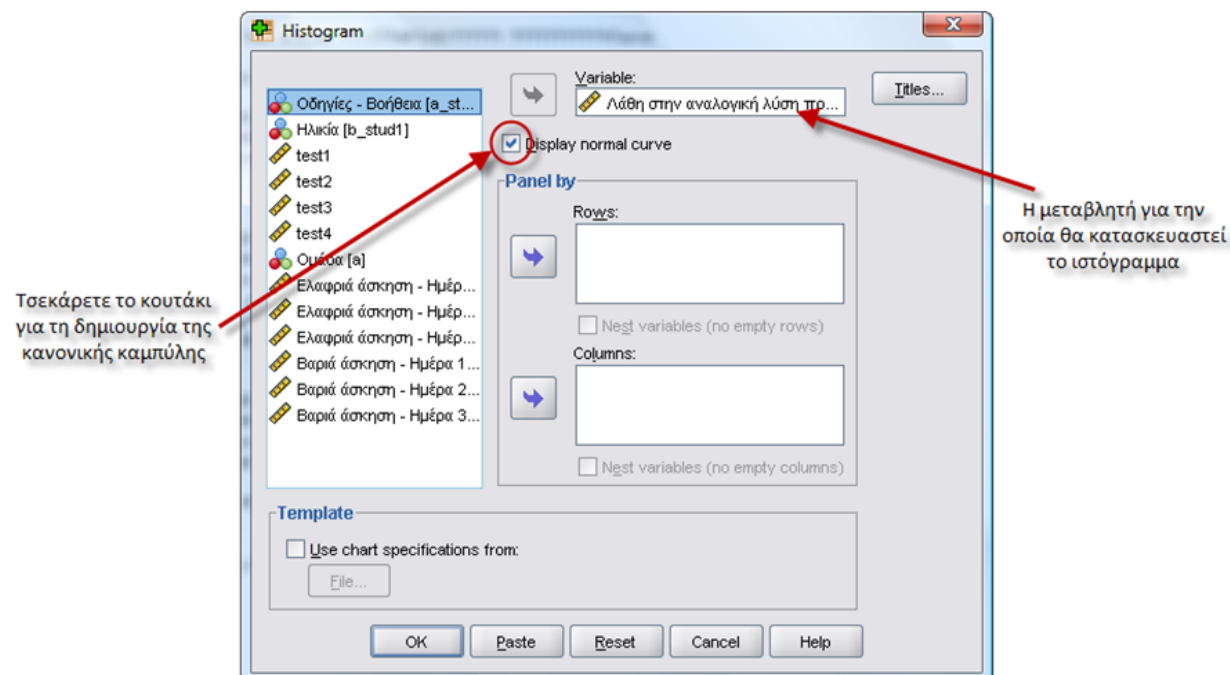 Histogram
Variable:
Λάθη στην αναλογική λύση πρ...
Titles...
Οδηγίες - Βοήθεια [a_st...
Ηλικία [b_stud1]
test1
test2
test3
test4
Ομάδα [a]
Ελαφριά άσκηση - Ημέρ...
Ελαφριά άσκηση - Ημέρ...
Ελαφριά άσκηση - Ημέρ...
Βαριά άσκηση - Ημέρα 1...
Βαριά άσκηση - Ημέρα 2...
Βαριά άσκηση - Ημέρα 3...
Display normal curve
Panel by
Rows:
Nest variables (no empty rows)
Columns:
Nest variables (no empty columns)
Template
Use chart specifications from:
File...
OK
Paste
Reset
Cancel
Help
Τσεκάρετε το κουτάκι
για τη δημιουργία της
κανονικής καμπύλης
Η μεταβλητή για την
οποία θα κατασκευαστεί
το ιστόγραμμα